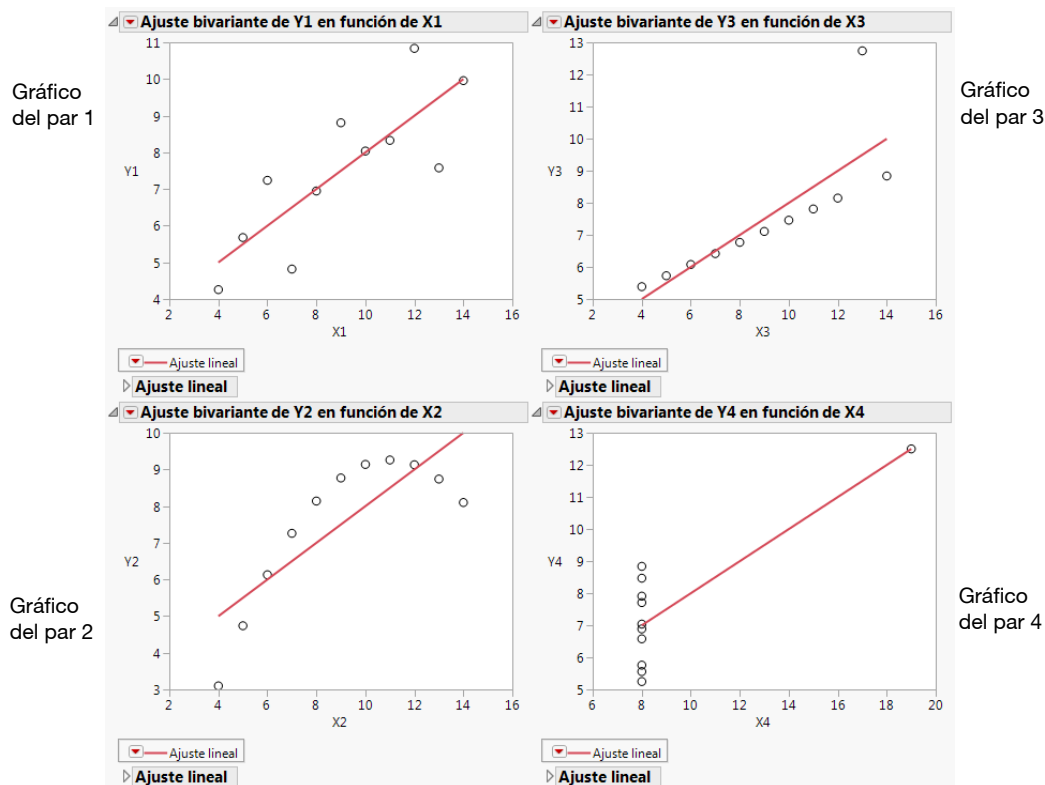 Gráfico
del par 1
Ajuste bivariante de Y1 en función de X1
11
10
9
8
7
6
5
4
Y1
2 4 6 8 10 12 14 16
X1
Ajuste lineal
Ajuste lineal
Ajuste bivariante de Y3 en función de X3
13
12
11
10
9
8
7
6
5
Y3
2 4 6 8 10 12 14 16
X3
Ajuste lineal
Ajuste lineal
Gráfico
del par 3
Gráfico
del par 2
Ajuste bivariante de Y2 en función de X2
10
9
8
7
6
5
4
3
Y2
2 4 6 8 10 12 14 16
X2
Ajuste lineal
Ajuste lineal
Ajuste bivariante de Y4 en función de X4
13
12
11
10
9
8
7
6
5
Y4
6 8 10 12 14 16 18 20
X4
Ajuste lineal
Ajuste lineal
Gráfico
del par 4